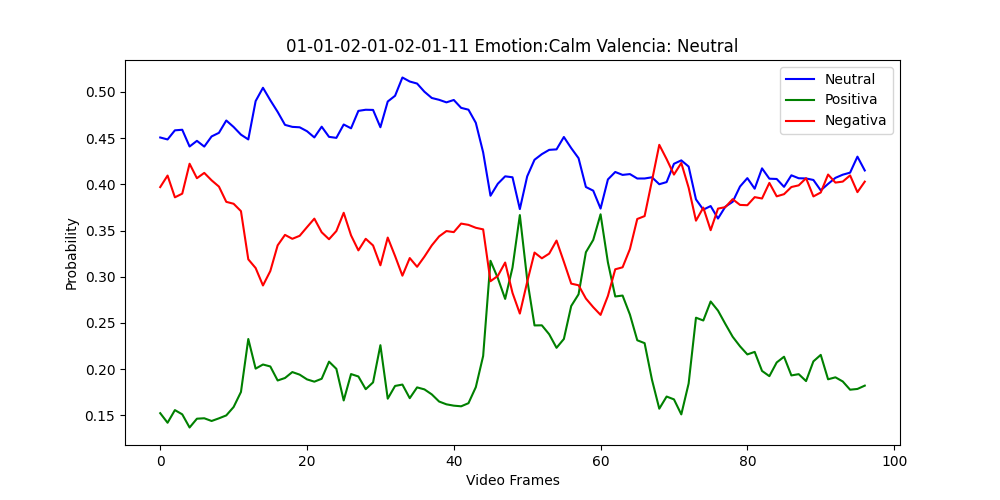 01-01-02-01-02-01-11 Emotion:Calm Valencia: Neutral
Neutral
Positiva
Negativa
Probability
0.50
0.45
0.40
0.35
0.30
0.25
0.20
0.15
0 20 40 60 80 100
Video Frames